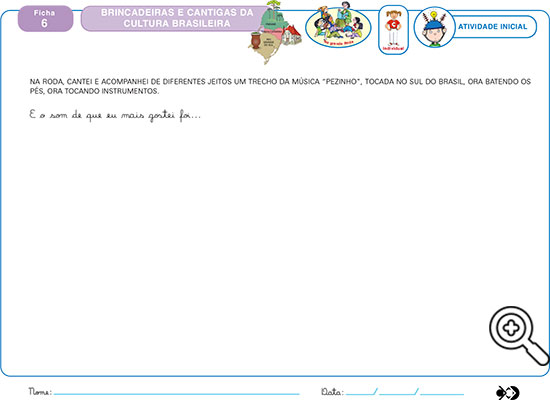 Ficha
6
BRINCADEIRAS E CANTIGAS DA
CULTURA BRASILEIRA
individual
ATIVIDADE INICIAL
NA RODA, CANTEI E ACOMPANHEI DE DIFERENTES JEITOS UM TRECHO DA MÚSICA "PEZINHO", TOCADA NO SUL DO BRASIL, ORA BATENDO OS
PÉS, ORA TOCANDO INSTRUMENTOS.
E o som de que eu mais gostei foi...
Nome:
Data: / /